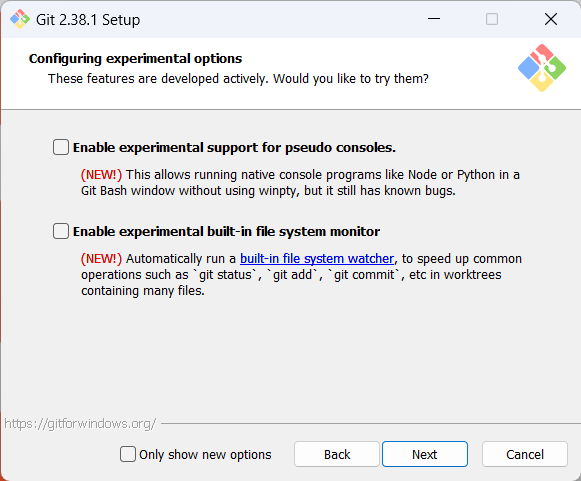 Git 2.38.1 Setup
Configuring experimental options
These features are developed actively. Would you like to try them?
Enable experimental support for pseudo consoles.
(NEW!) This allows running native console programs like Node or Python in a
Git Bash window without using winpty, but it still has known bugs.
Enable experimental built-in file system monitor
(NEW!) Automatically run a built-in file system watcher, to speed up common
operations such as `git status`, `git add`, `git commit`, etc in worktrees
containing many files.
https://gitforwindows.org/
Only show new options
Back
Next
Cancel